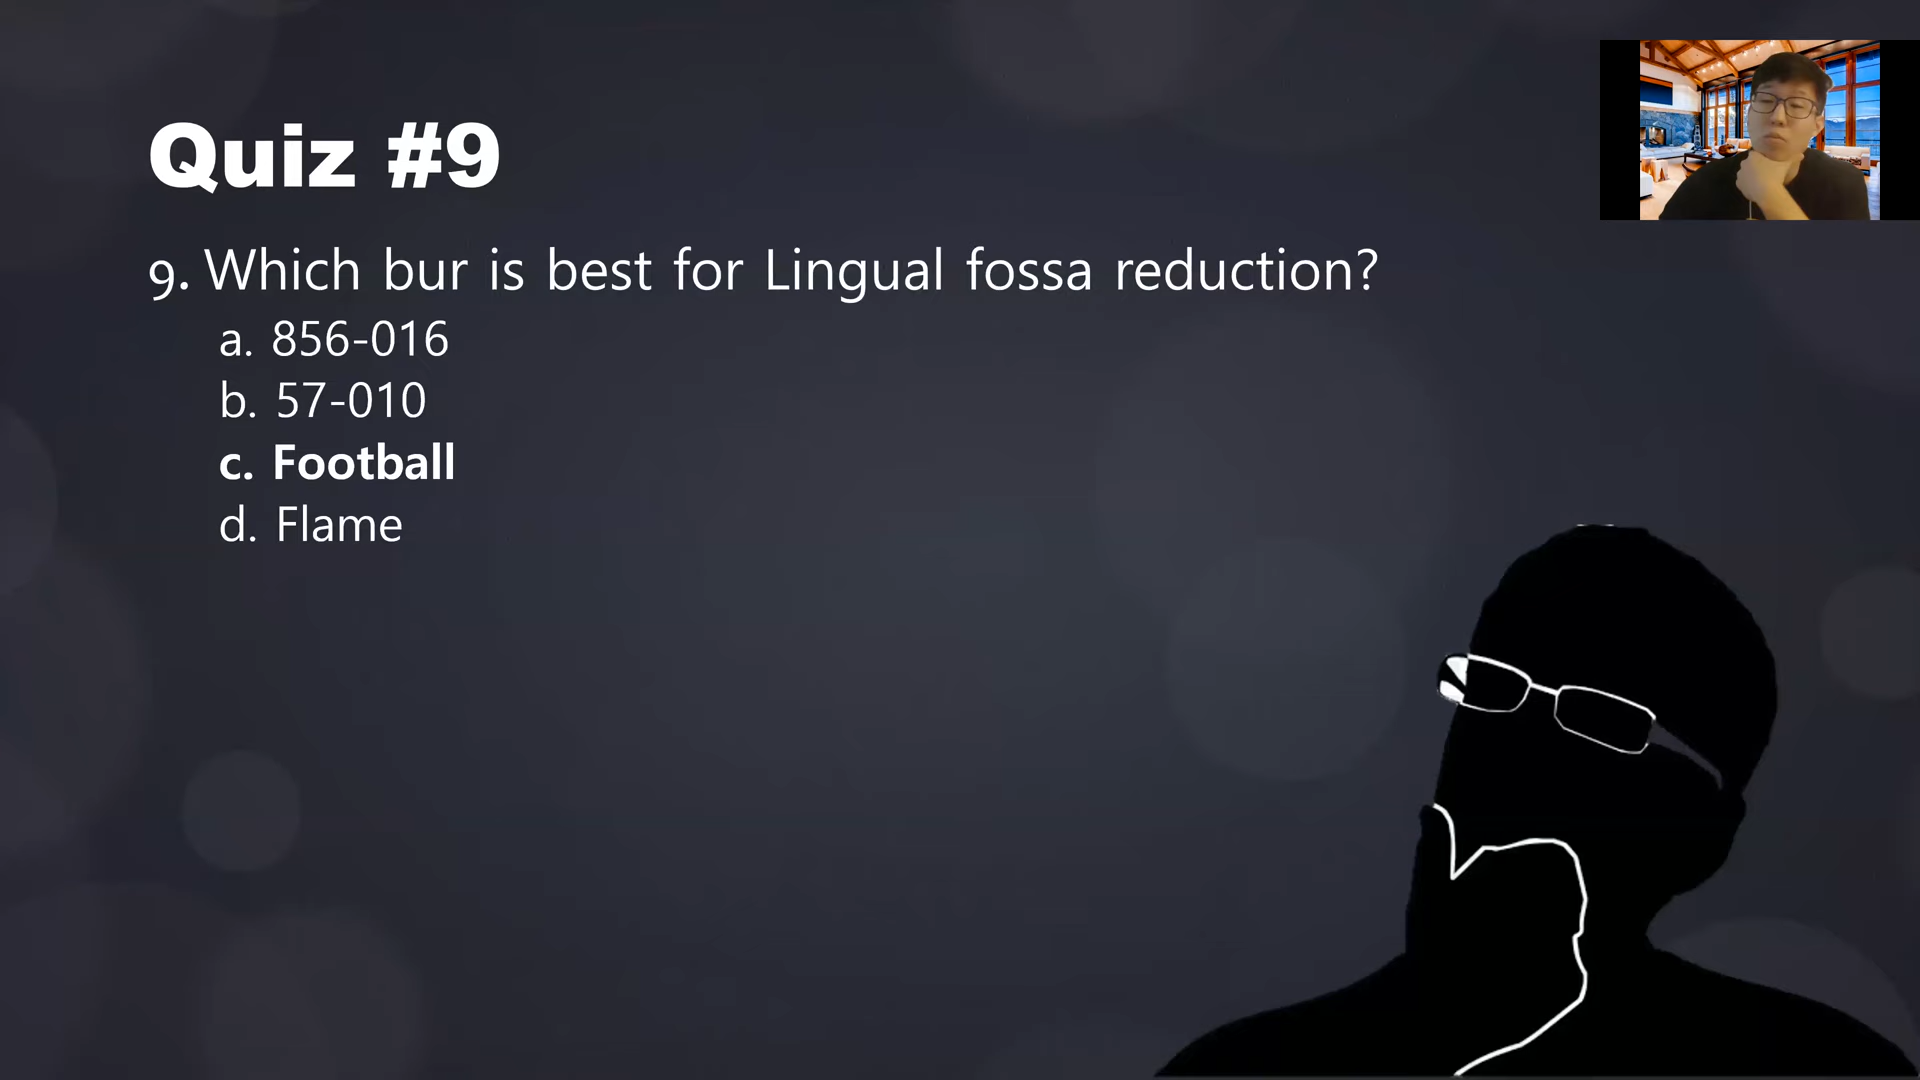 Quiz #9
9. Which bur is best for Lingual fossa reduction?
a. 856-016
b. 57-010
c. Football
d. Flame